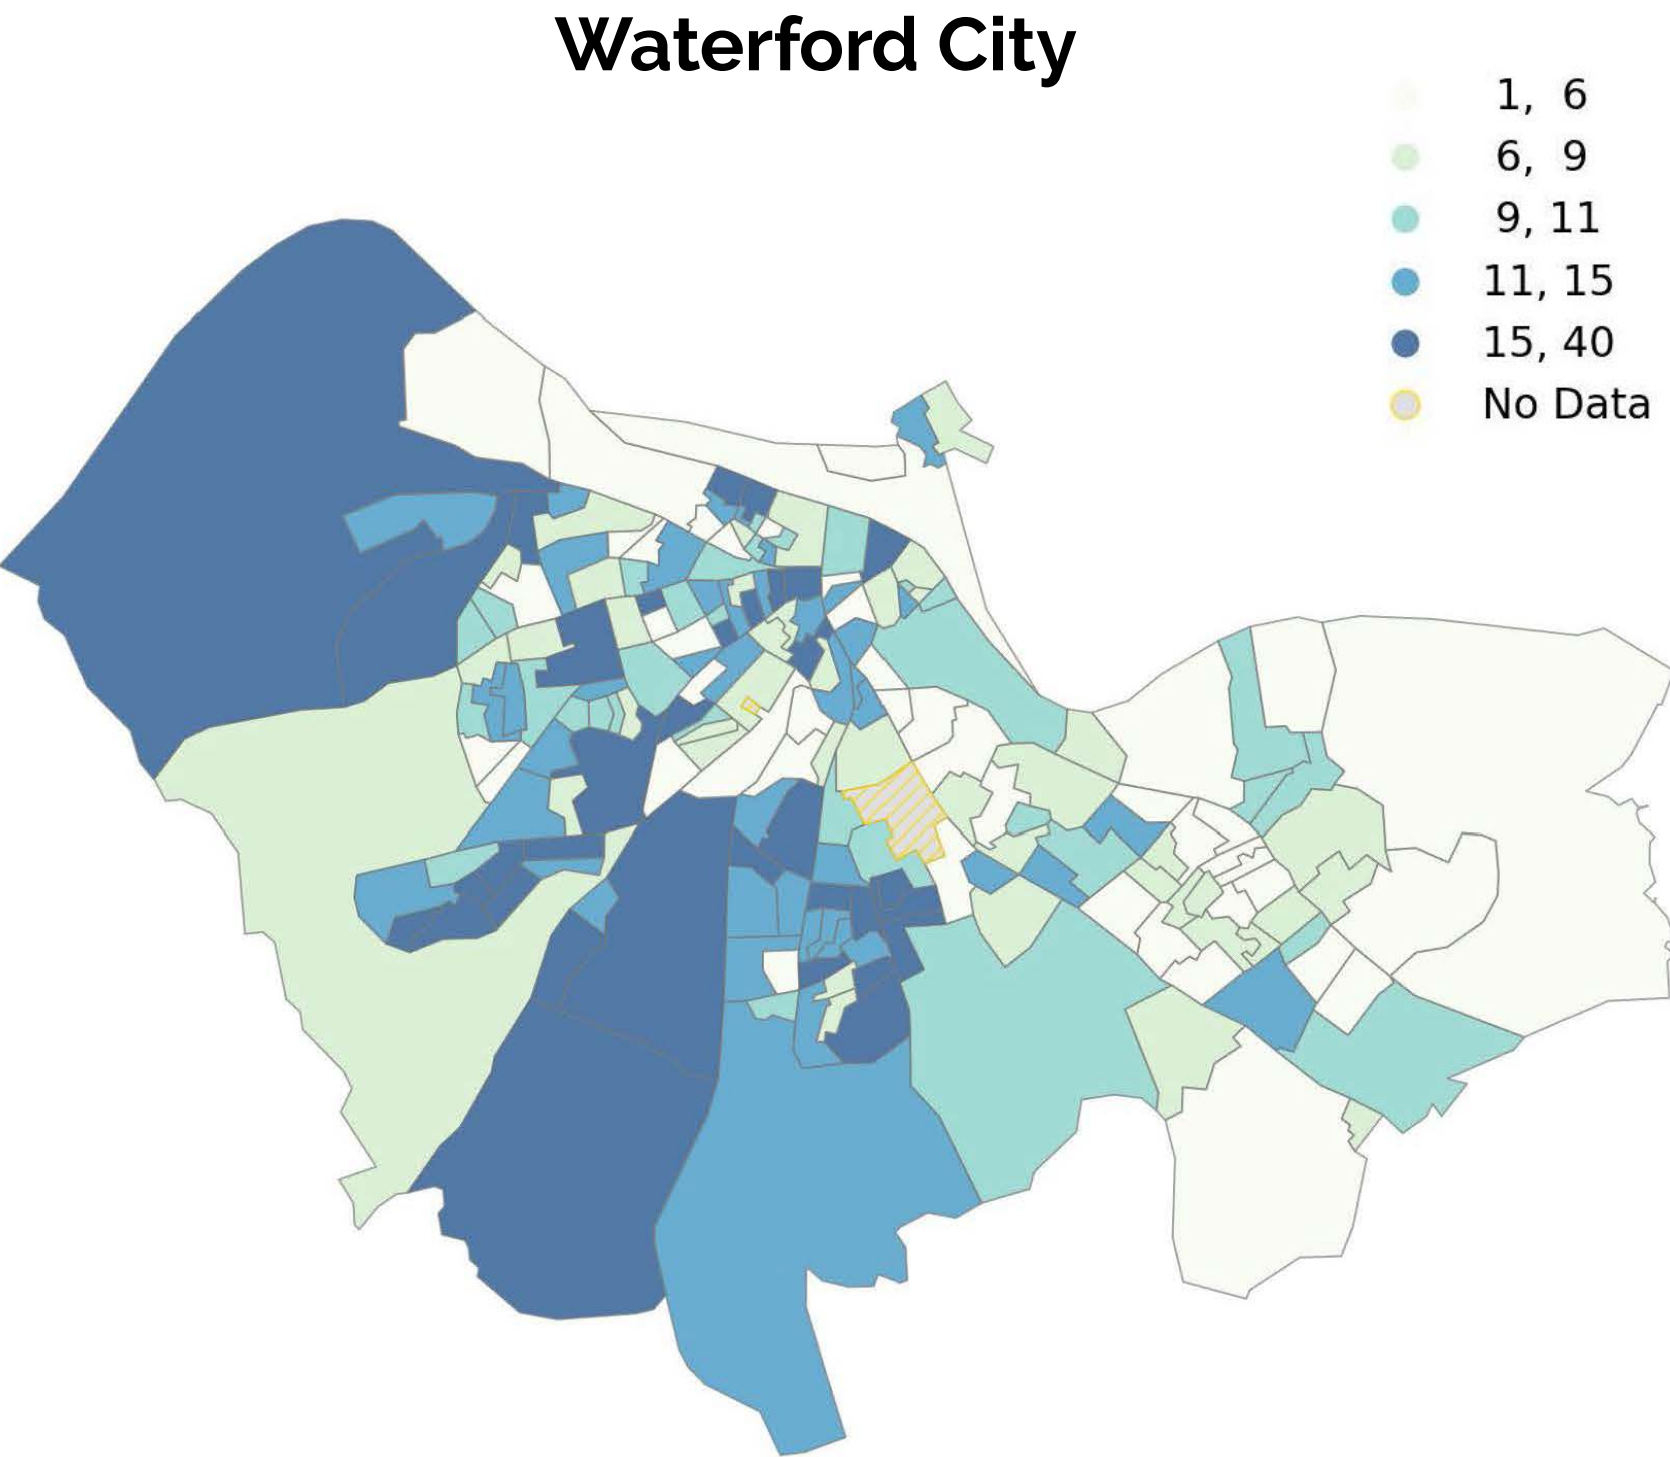 Waterford City
1, 6
6, 9
9, 11
11, 15
15, 40
No Data